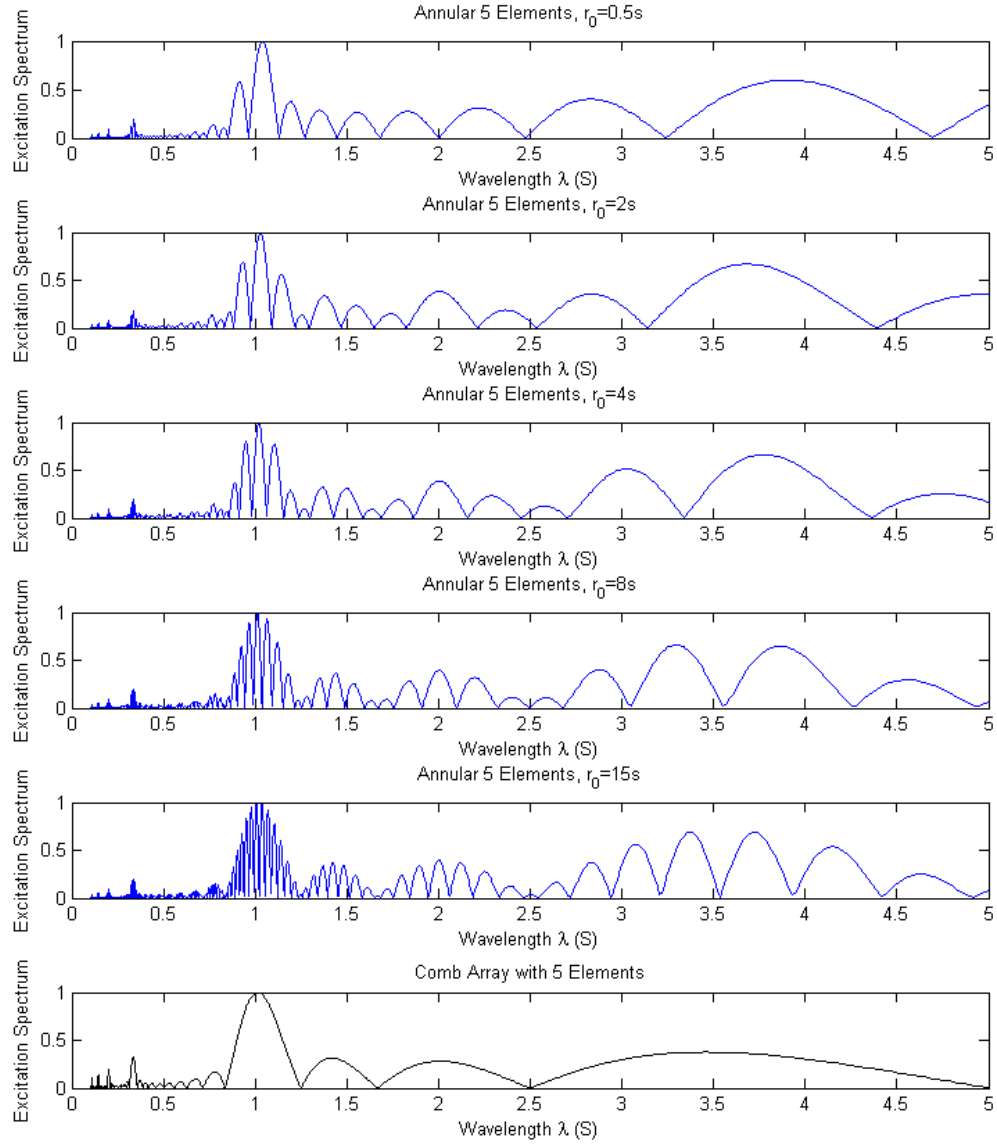 Annular 5 Elements, r0=0.5s
Excitation Spectrum
1
0.5
0
0 0.5 1 1.5 2 2.5 3 3.5 4 4.5 5
Wavelength λ (S)
Annular 5 Elements, r0=2s
Excitation Spectrum
1
0.5
0
0 0.5 1 1.5 2 2.5 3 3.5 4 4.5 5
Wavelength λ (S)
Annular 5 Elements, r0=4s
Excitation Spectrum
1
0.5
0
0 0.5 1 1.5 2 2.5 3 3.5 4 4.5 5
Wavelength λ (S)
Annular 5 Elements, r0=8s
Excitation Spectrum
1
0.5
0
0 0.5 1 1.5 2 2.5 3 3.5 4 4.5 5
Wavelength λ (S)
Annular 5 Elements, r0=15s
Excitation Spectrum
1
0.5
0
0 0.5 1 1.5 2 2.5 3 3.5 4 4.5 5
Wavelength λ (S)
Comb Array with 5 Elements
Excitation Spectrum
1
0.5
0
0 0.5 1 1.5 2 2.5 3 3.5 4 4.5 5
Wavelength λ (S)